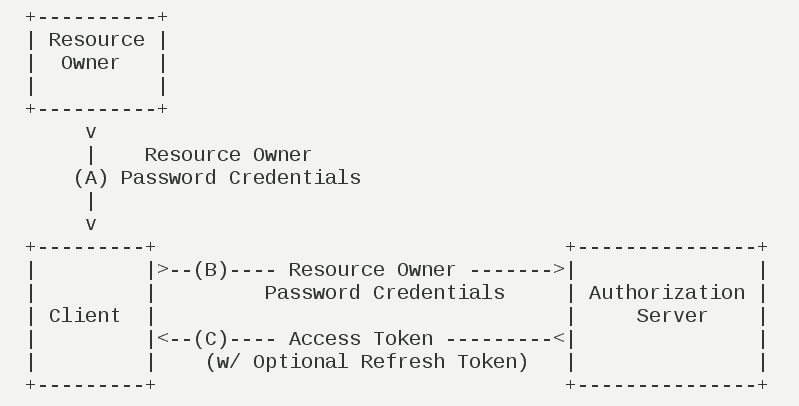 +----------+
| Resource |
|  Owner   |
|          |
+----------+
     v
     |    Resource Owner
    (A) Password Credentials
     |
     v
+---------+                                  +---------------+
|         |>--(B)---- Resource Owner ------->|               |
|         |         Password Credentials     | Authorization |
| Client  |                                  |     Server    |
|         |<--(C)---- Access Token ---------<|               |
|         |    (w/ Optional Refresh Token)   |               |
+---------+                                  +---------------+